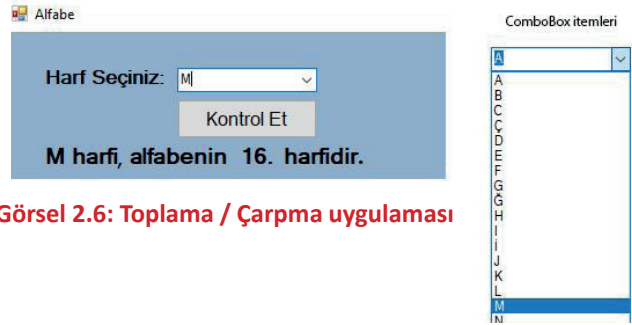 Alfabe
Harf Seçiniz: M
Kontrol Et
M harfi, alfabenin 16. harfidir.
Görsel 2.6: Toplama / Çarpma uygulaması
ComboBox itemleri
A
A
B
C
Ç
D
E
F
G
Ğ
H
I
İ
J
K
L
M
N